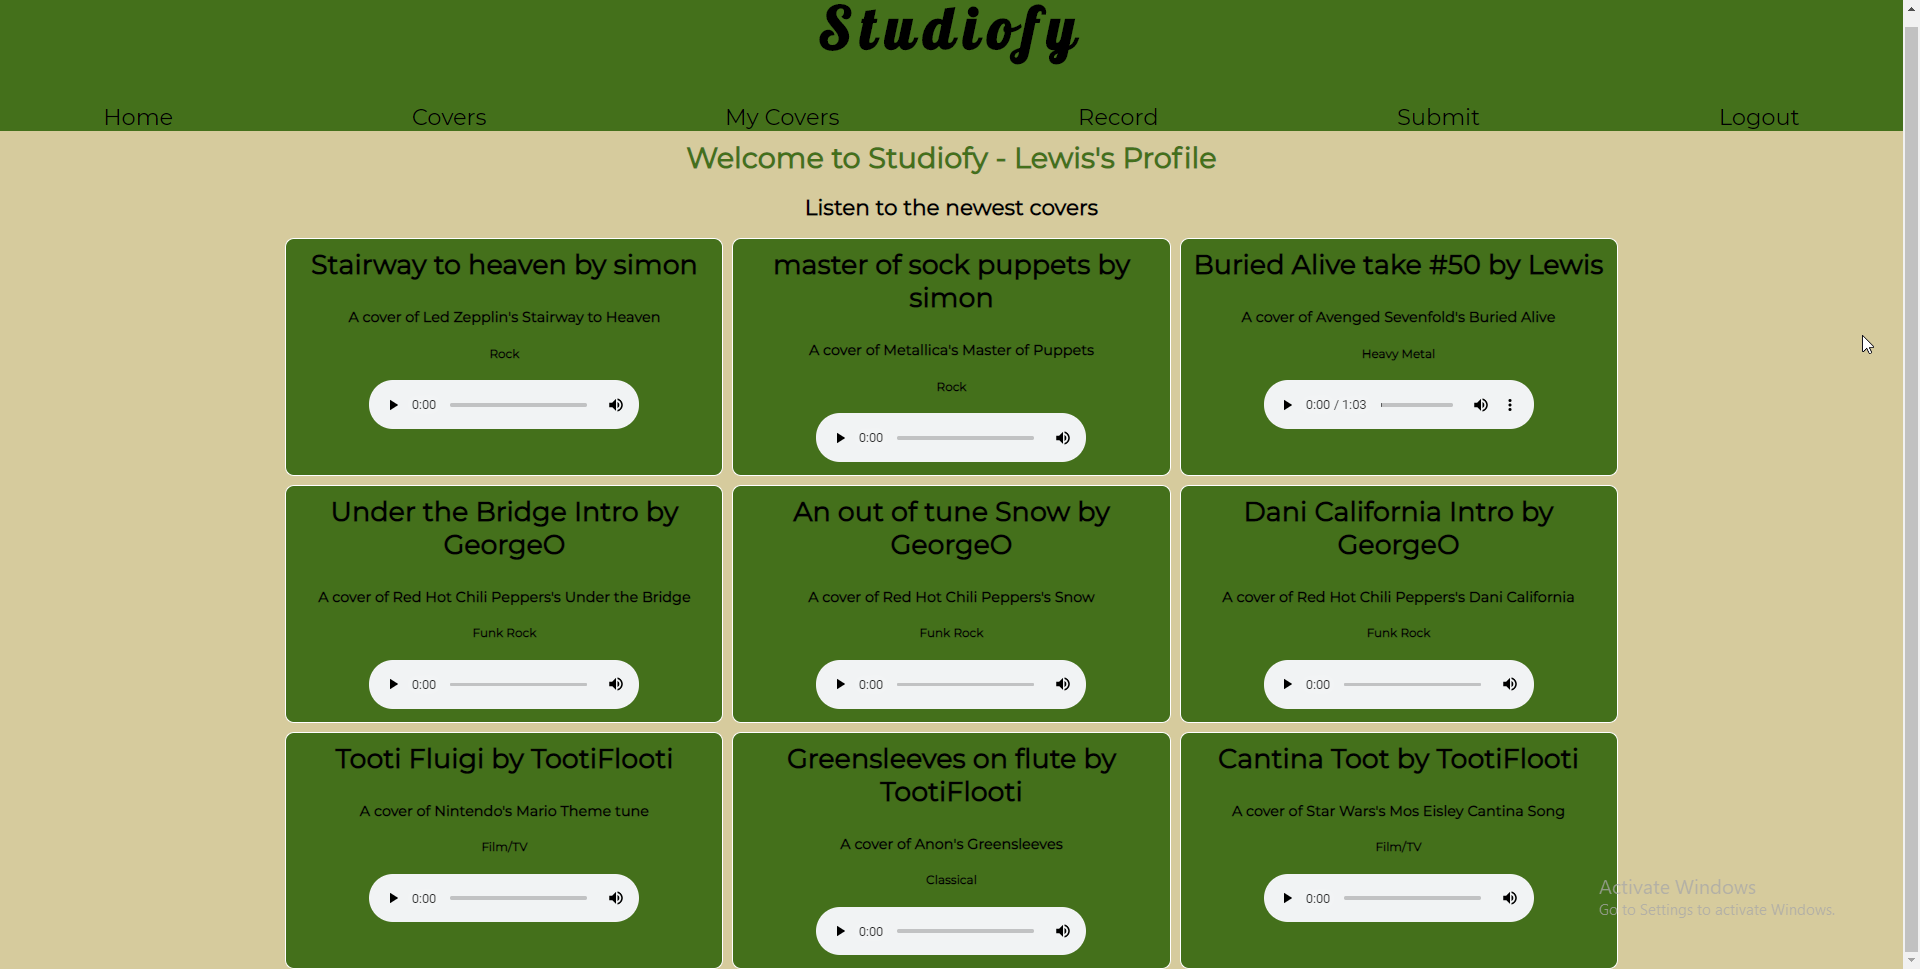 Studiofy
Home Covers My Covers Record Submit Logout
Welcome to Studiofy - Lewis's Profile
Listen to the newest covers
Stairway to heaven by simon
A cover of Led Zepplin's Stairway to Heaven
Rock
0:00
master of sock puppets by
simon
A cover of Metallica's Master of Puppets
Rock
0:00
Buried Alive take #50 by Lewis
A cover of Avenged Sevenfold's Buried Alive
Heavy Metal
0:00 / 1:03
Under the Bridge Intro by
GeorgeO
A cover of Red Hot Chili Peppers's Under the Bridge
Funk Rock
0:00
An out of tune Snow by
GeorgeO
A cover of Red Hot Chili Peppers's Snow
Funk Rock
0:00
Dani California Intro by
GeorgeO
A cover of Red Hot Chili Peppers's Dani California
Funk Rock
0:00
Tooti Fluigi by TootiFlooti
A cover of Nintendo's Mario Theme tune
Film/TV
0:00
Greensleeves on flute by
TootiFlooti
A cover of Anon's Greensleeves
Classical
0:00
Cantina Toot by TootiFlooti
A cover of Star Wars's Mos Eisley Cantina Song
Film/TV
0:00
Activate Windows
Go to Settings to activate Windows.